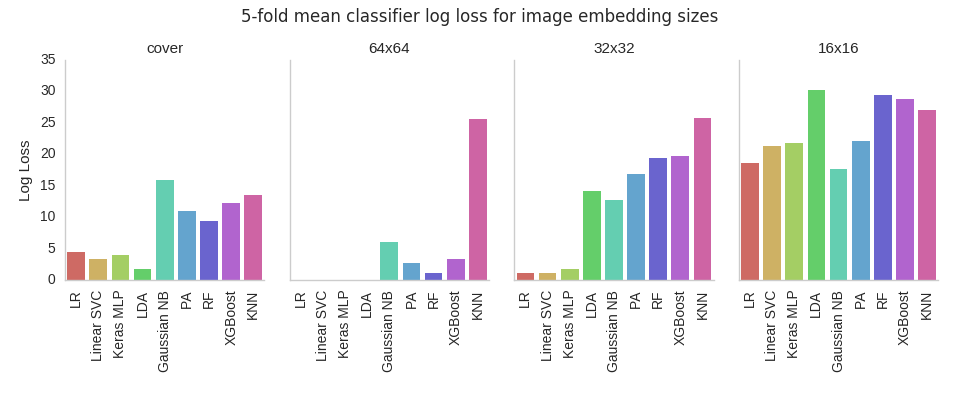 5-fold mean classifier log loss for image embedding sizes
cover
64x64
32x32
16x16
Log Loss
35
30
25
20
15
10
5
0
LR
Linear SVC
Keras MLP
LDA
Gaussian NB
PA
RF
XGBoost
KNN
LR
Linear SVC
Keras MLP
LDA
Gaussian NB
PA
RF
XGBoost
KNN
LR
Linear SVC
Keras MLP
LDA
Gaussian NB
PA
RF
XGBoost
KNN
LR
Linear SVC
Keras MLP
LDA
Gaussian NB
PA
RF
XGBoost
KNN